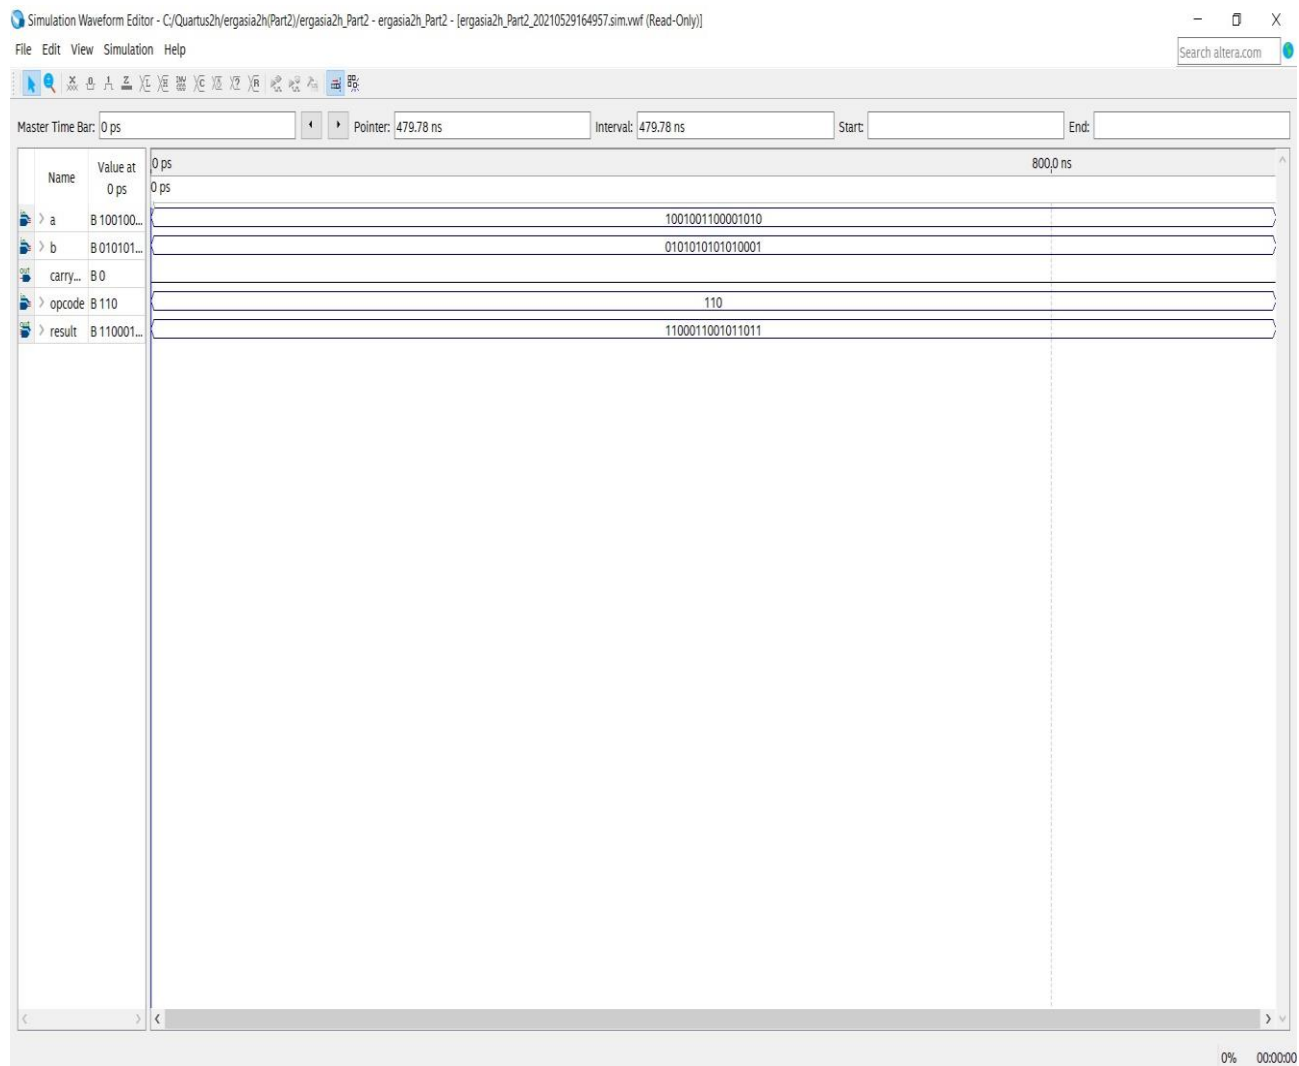 Simulation Waveform Editor - C:/Quartus2h/ergasia2h(Part2)/ergasia2h_Part2 - ergasia2h_Part2 - [ergasia2h_Part2_20210529164957.sim.vwf (Read-Only)]
File Edit View Simulation Help
Search altera.com
Master Time Bar: 0 ps Pointer: 479.78 ns Interval: 479.78 ns Start: End:
Name Value at 0 ps
0 ps 800,0 ns
0 ps
a B 100100... 1001001100001010
b B 010101... 0101010101010001
carry... B 0
opcode B 110 110
result B 110001... 1100011001011011
0% 00:00:00